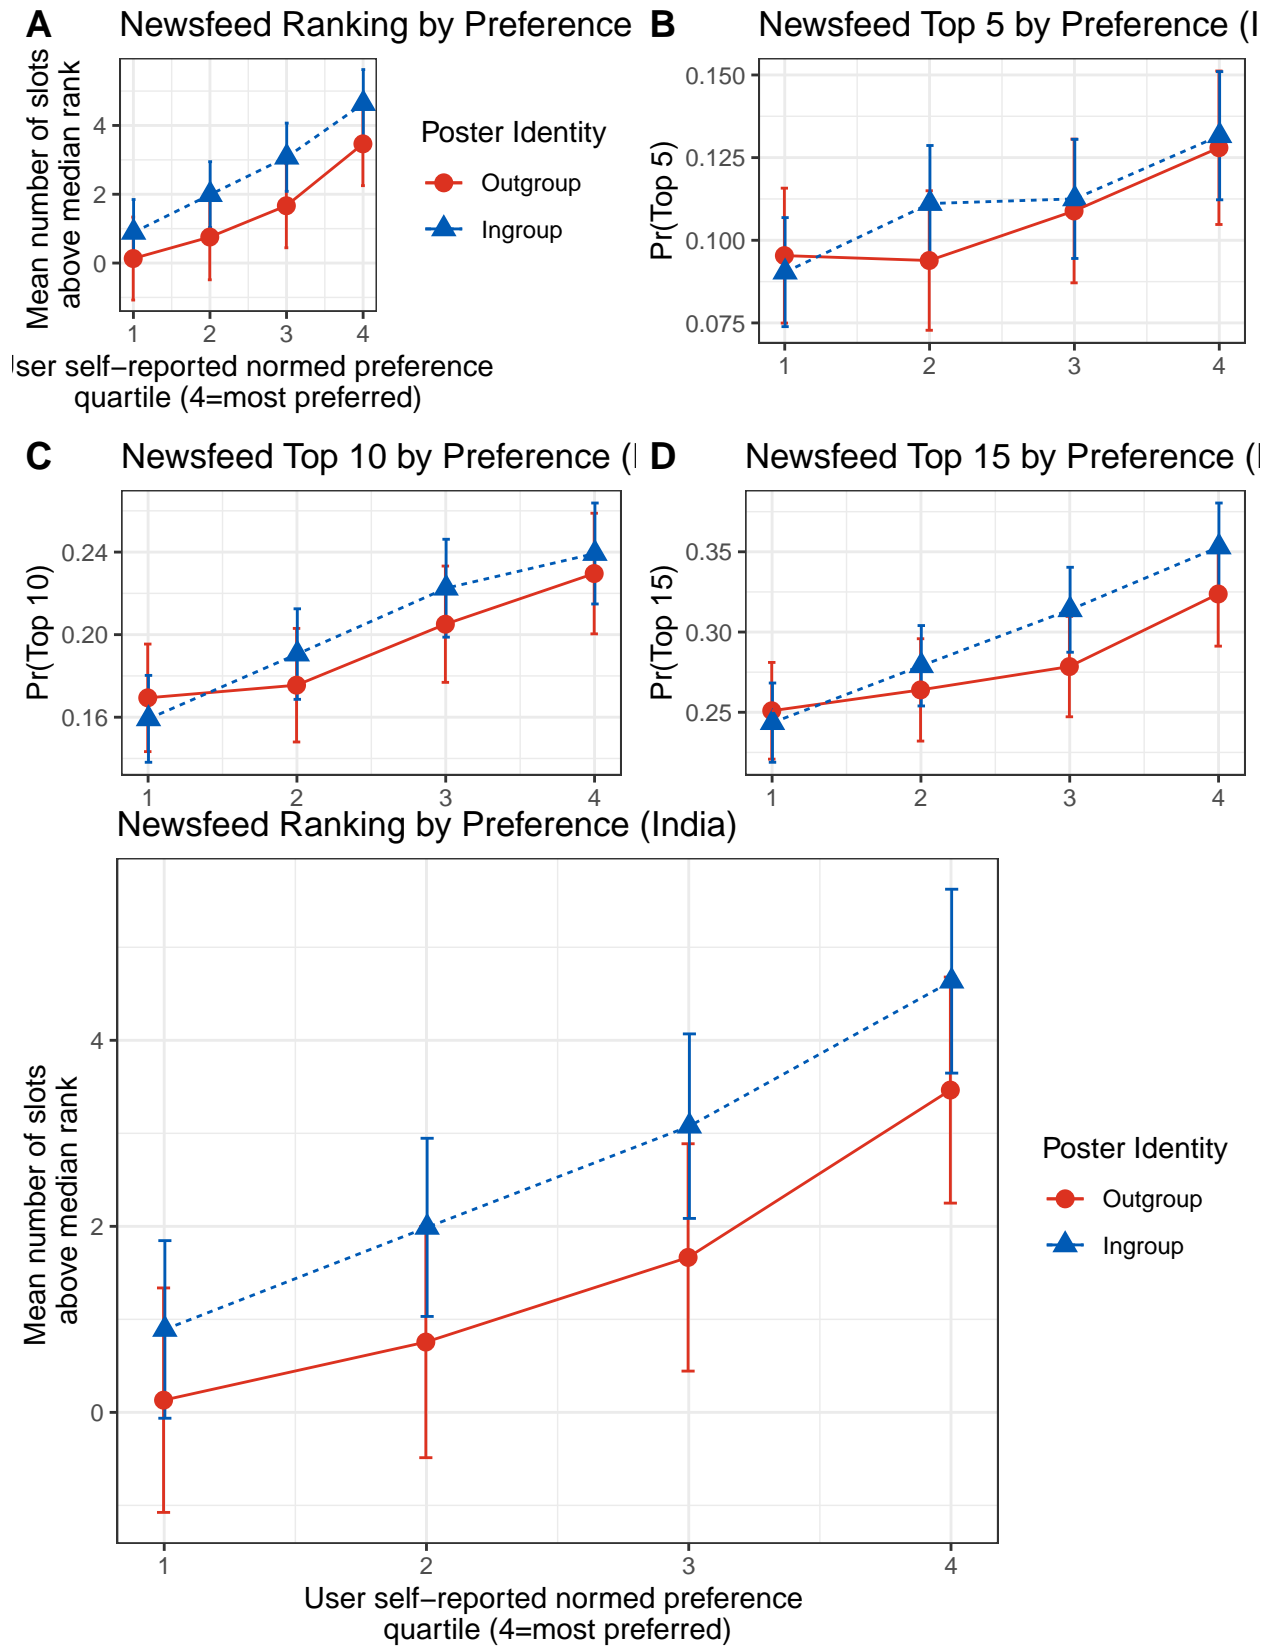 A
Newsfeed Ranking by Preference
Mean number of slots
above median rank
4
2
0
1 2 3 4
User self−reported normed preference
quartile (4=most preferred)
Poster Identity
Outgroup
Ingroup
B
Newsfeed Top 5 by Preference (I
Pr(Top 5)
0.150
0.125
0.100
0.075
1 2 3 4
C
Newsfeed Top 10 by Preference (I
Pr(Top 10)
0.24
0.20
0.16
1 2 3 4
D
Newsfeed Top 15 by Preference (I
Pr(Top 15)
0.35
0.30
0.25
1 2 3 4
Newsfeed Ranking by Preference (India)
Mean number of slots
above median rank
4
2
0
1 2 3 4
User self−reported normed preference
quartile (4=most preferred)
Poster Identity
Outgroup
Ingroup